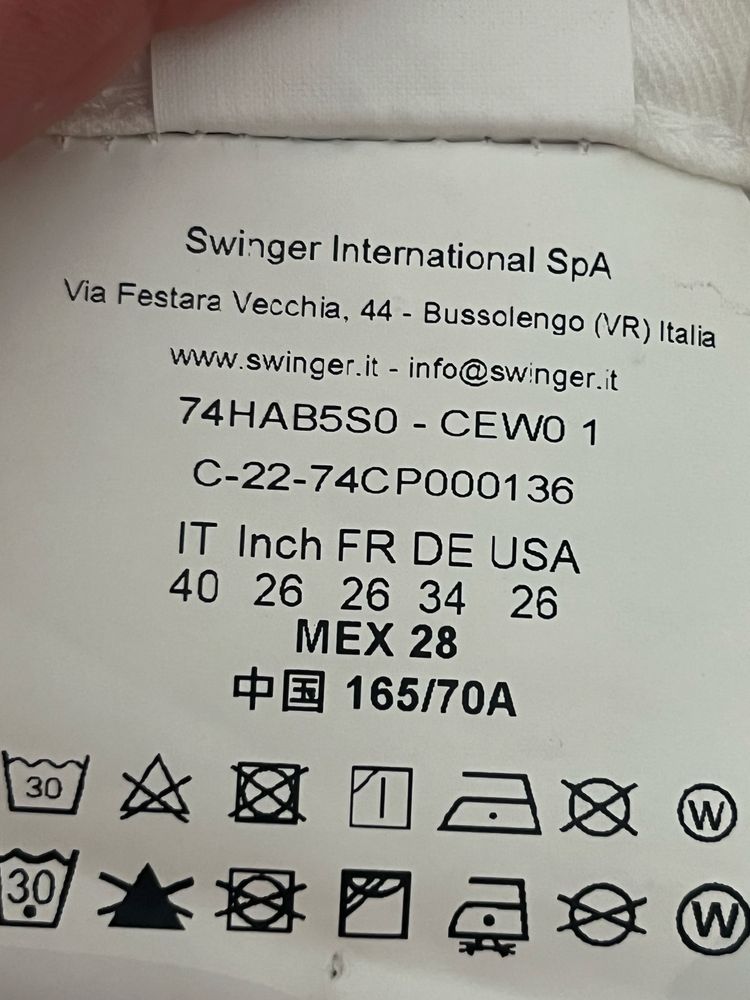 Swinger International SpA
Via Festara Vecchia, 44 - Bussolengo (VR) Italia
www.swinger.it - info@swinger.it
74HAB5S0 - CEW0 1
C-22-74CP000136
IT Inch FR DE USA
40 26 26 34 26
MEX 28
中国 165/70A
30 W
30 W